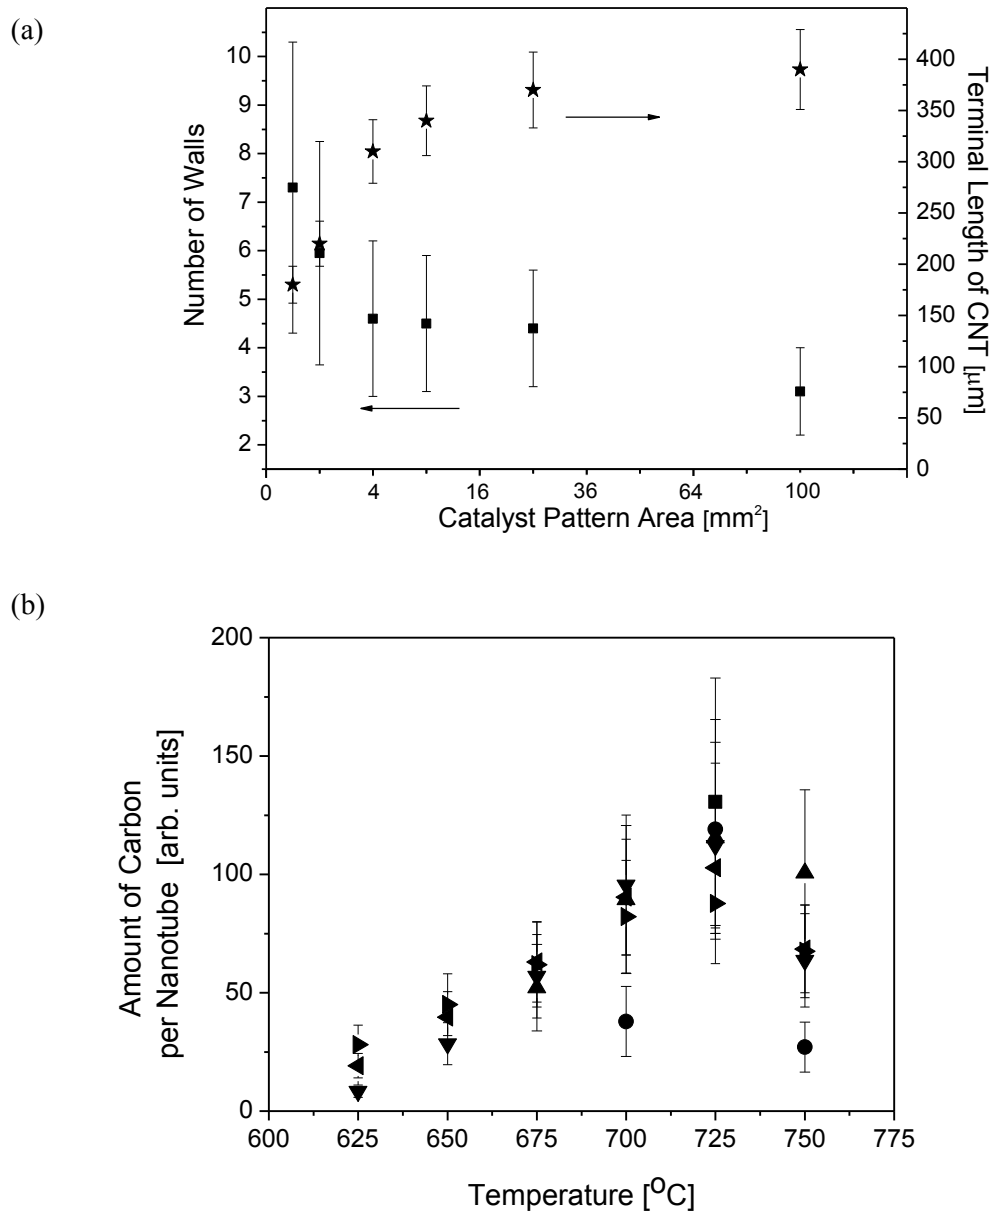 (a)
10
9
8
7
6
5
4
3
2
Number of Walls
400
350
300
250
200
150
100
50
0
Terminal Length of CNT [μm]
0 4 16 36 64 100
Catalyst Pattern Area [mm²]
(b)
200
150
100
50
0
Amount of Carbon
per Nanotube [arb. units]
600 625 650 675 700 725 750 775
Temperature [ºC]